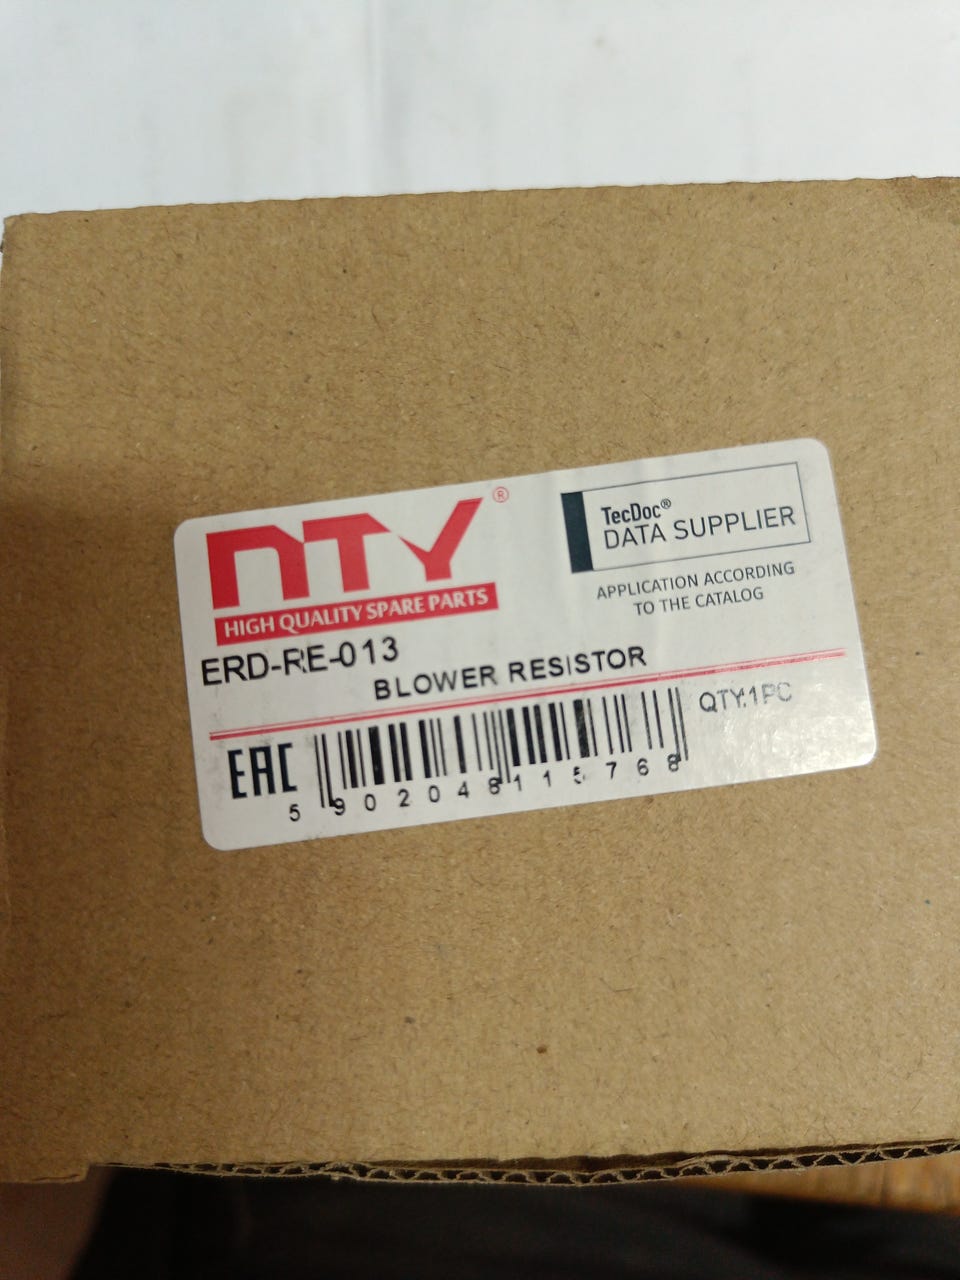 NTY®
HIGH QUALITY SPARE PARTS
TecDoc®
DATA SUPPLIER
APPLICATION ACCORDING
TO THE CATALOG
ERD-RE-013
BLOWER RESISTOR
QTY:1PC
EAC
5 902048 115768